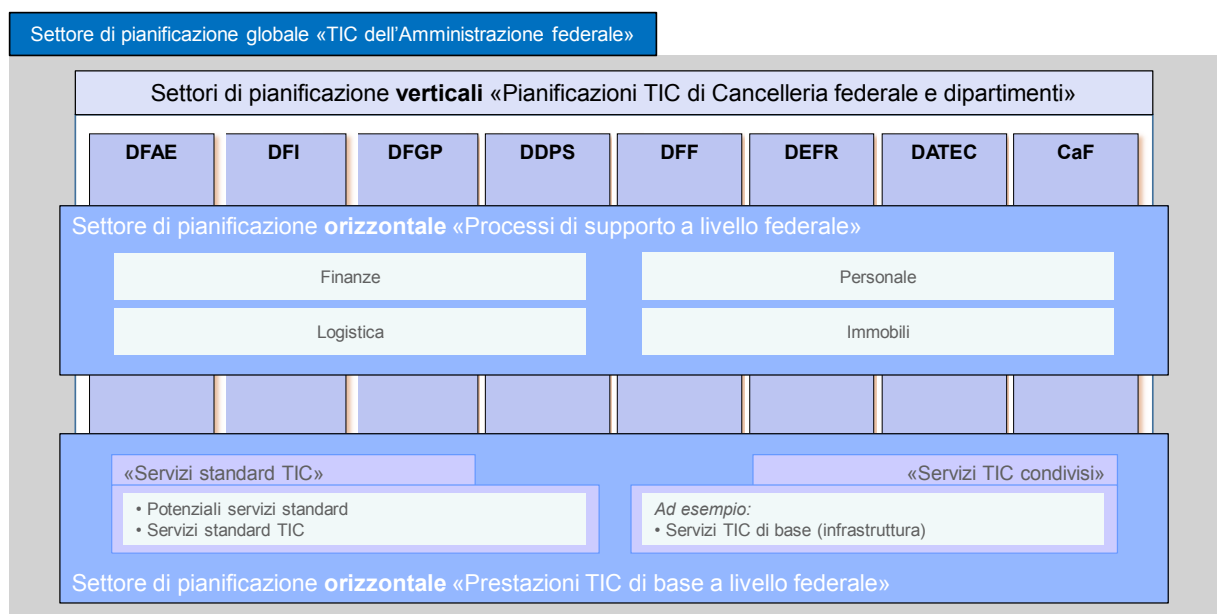 Settore di pianificazione globale «TIC dell'Amministrazione federale»
Settori di pianificazione verticali «Pianificazioni TIC di Cancelleria federale e dipartimenti»
DFAE DFI DFGP DDPS DFF DEFR DATEC CaF
Settore di pianificazione orizzontale «Processi di supporto a livello federale»
Finanze Personale
Logistica Immobili
«Servizi standard TIC» «Servizi TIC condivisi»
• Potenziali servizi standard
• Servizi standard TIC
Ad esempio:
• Servizi TIC di base (infrastruttura)
Settore di pianificazione orizzontale «Prestazioni TIC di base a livello federale»